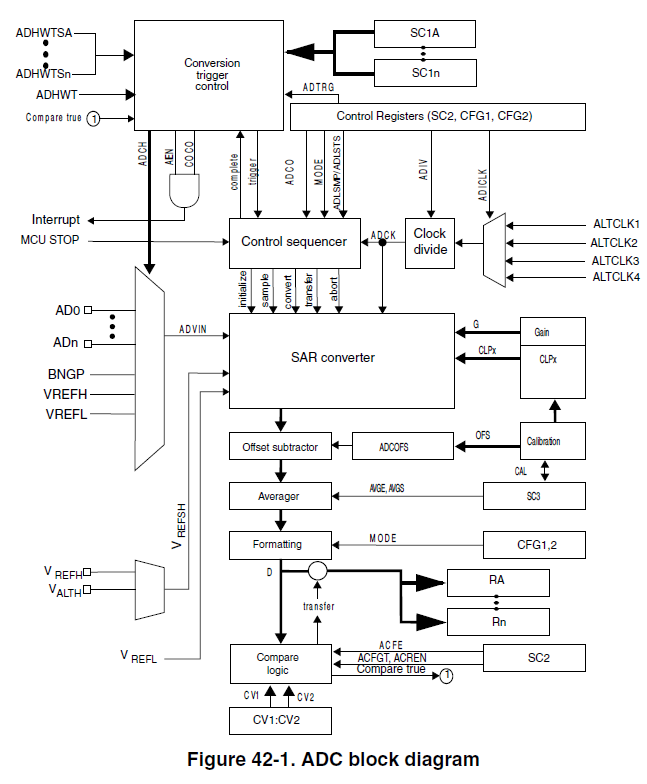 ADHWTSA
ADHWTSn
ADHWT
Compare true 1
Conversion
trigger
control
SC1A
SC1n
ADTRG
Control Registers (SC2, CFG1, CFG2)
ADCH
AEN
COCO
complete
trigger
ADCO
MODE
ADLSMP/ADLSTS
ADIV
ADICLK
Interrupt
MCU STOP
Control sequencer
ADCK
Clock
divide
ALTCLK1
ALTCLK2
ALTCLK3
ALTCLK4
initialize
sample
convert
transfer
abort
AD0
ADn
BNGP
VREFH
VREFL
ADVIN
SAR converter
G
CLPx
Gain
CLPx
Offset subtractor
ADCOFS
OFS
Calibration
CAL
Averager
AVGE, AVGS
SC3
V REFSH
Formatting
MODE
CFG1,2
V REFH
VALTH
D
transfer
RA
Rn
V REFL
Compare
logic
ACFE
ACFGT, ACREN
Compare true
1
SC2
CV1
CV2
CV1:CV2
Figure 42-1. ADC block diagram